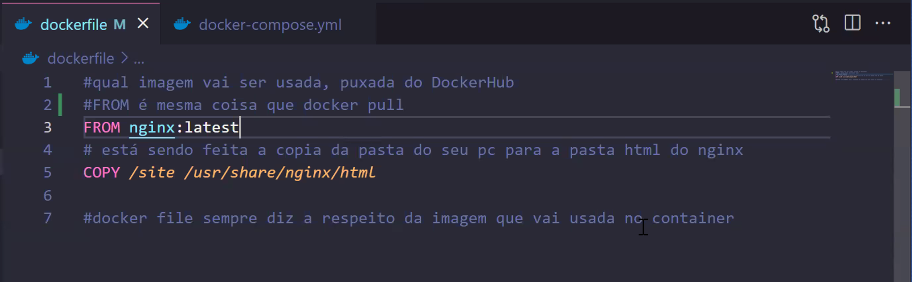 dockerfile M
docker-compose.yml
dockerfile > ...
1 #qual imagem vai ser usada, puxada do DockerHub
2 #FROM é mesma coisa que docker pull
3 FROM nginx:latest
4 # está sendo feita a copia da pasta do seu pc para a pasta html do nginx
5 COPY /site /usr/share/nginx/html
6
7 #docker file sempre diz a respeito da imagem que vai usada no container